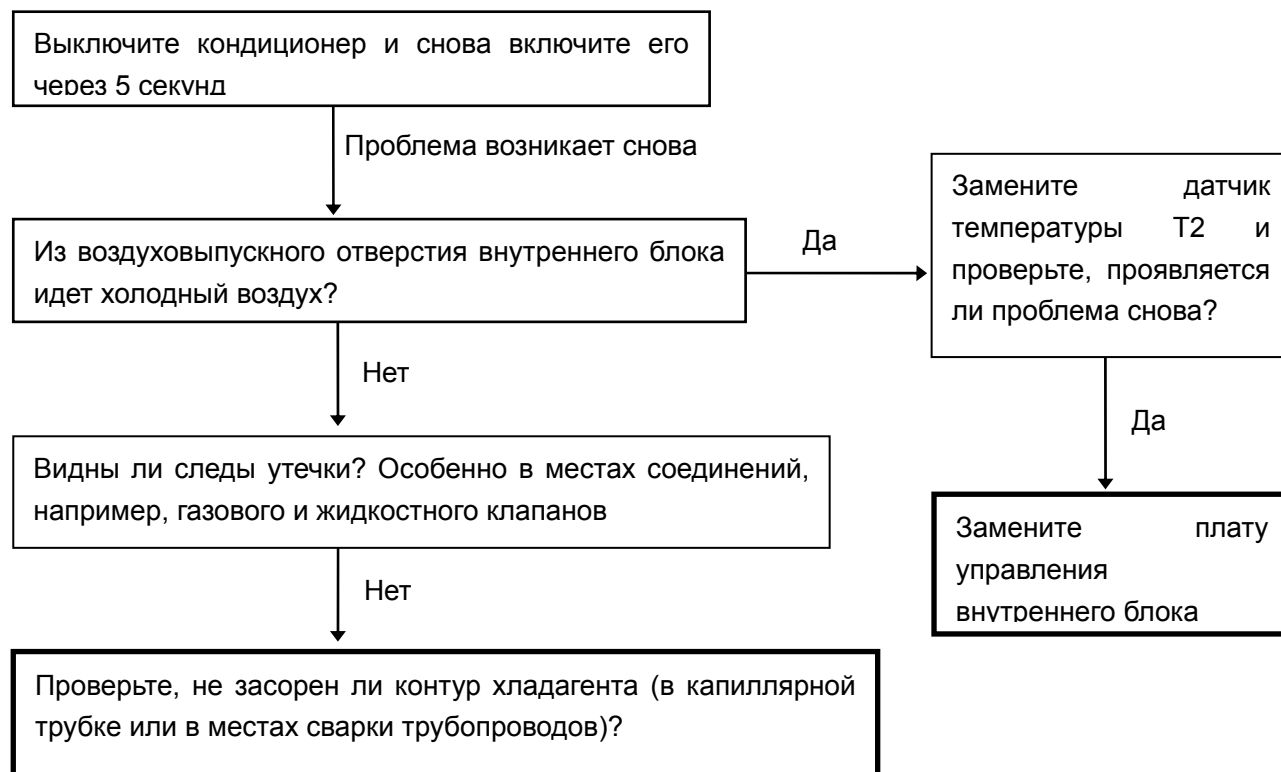 Выключите кондиционер и снова включите его
через 5 секунд
Проблема возникает снова
Из воздуховыпускного отверстия внутреннего блока
идет холодный воздух?
Да
Замените датчик
температуры T2 и
проверьте, проявляется
ли проблема снова?
Нет
Да
Видны ли следы утечки? Особенно в местах соединений,
например, газового и жидкостного клапанов
Замените плату
управления
внутреннего блока
Нет
Проверьте, не засорен ли контур хладагента (в капиллярной
трубке или в местах сварки трубопроводов)?